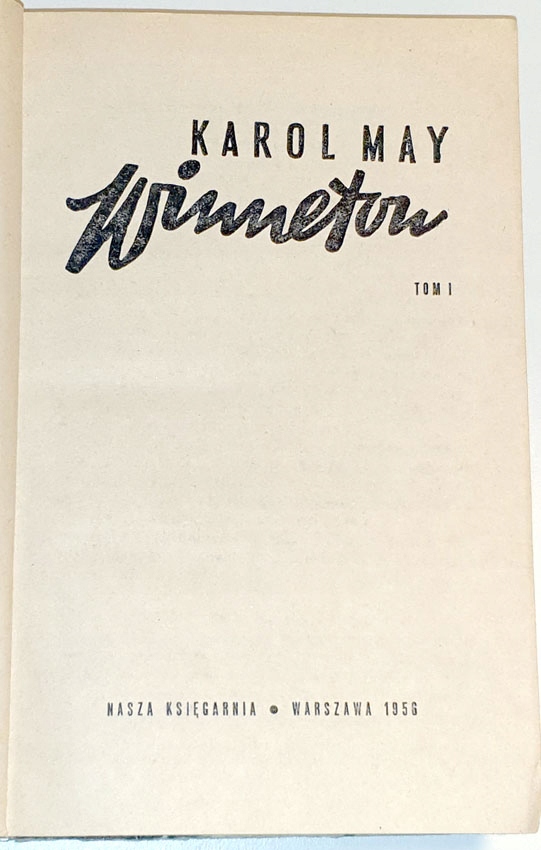 KAROL MAY
Winnetou
TOM I
NASZA KSIĘGARNIA • WARSZAWA 1956